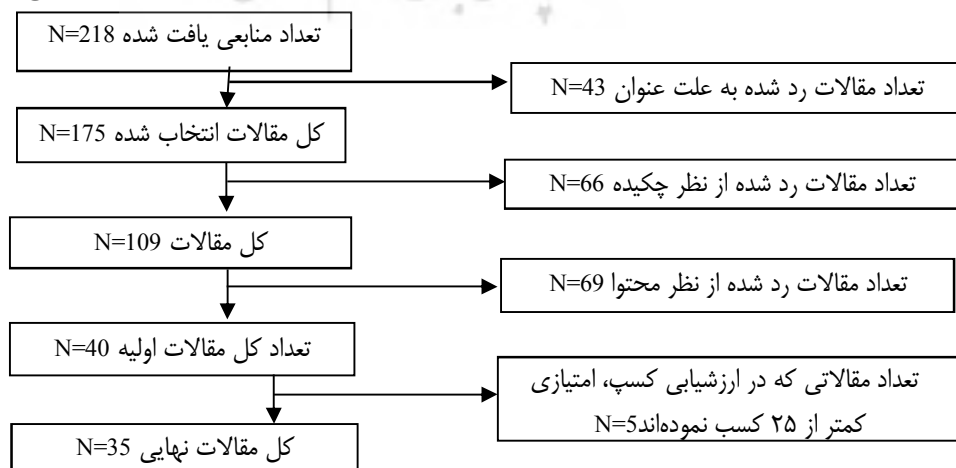 تعداد منابعی یافت شده N=218
تعداد مقالات رد شده به علت عنوان N=43
کل مقالات انتخاب شده N=175
تعداد مقالات رد شده از نظر چکیده N=66
کل مقالات N=109
تعداد مقالات رد شده از نظر محتوا N=69
تعداد کل مقالات اولیه N=40
تعداد مقالاتی که در ارزشیابی کسپ، امتیازی
کمتر از ۲۵ کسب نموده‌اندN=5
کل مقالات نهایی N=35